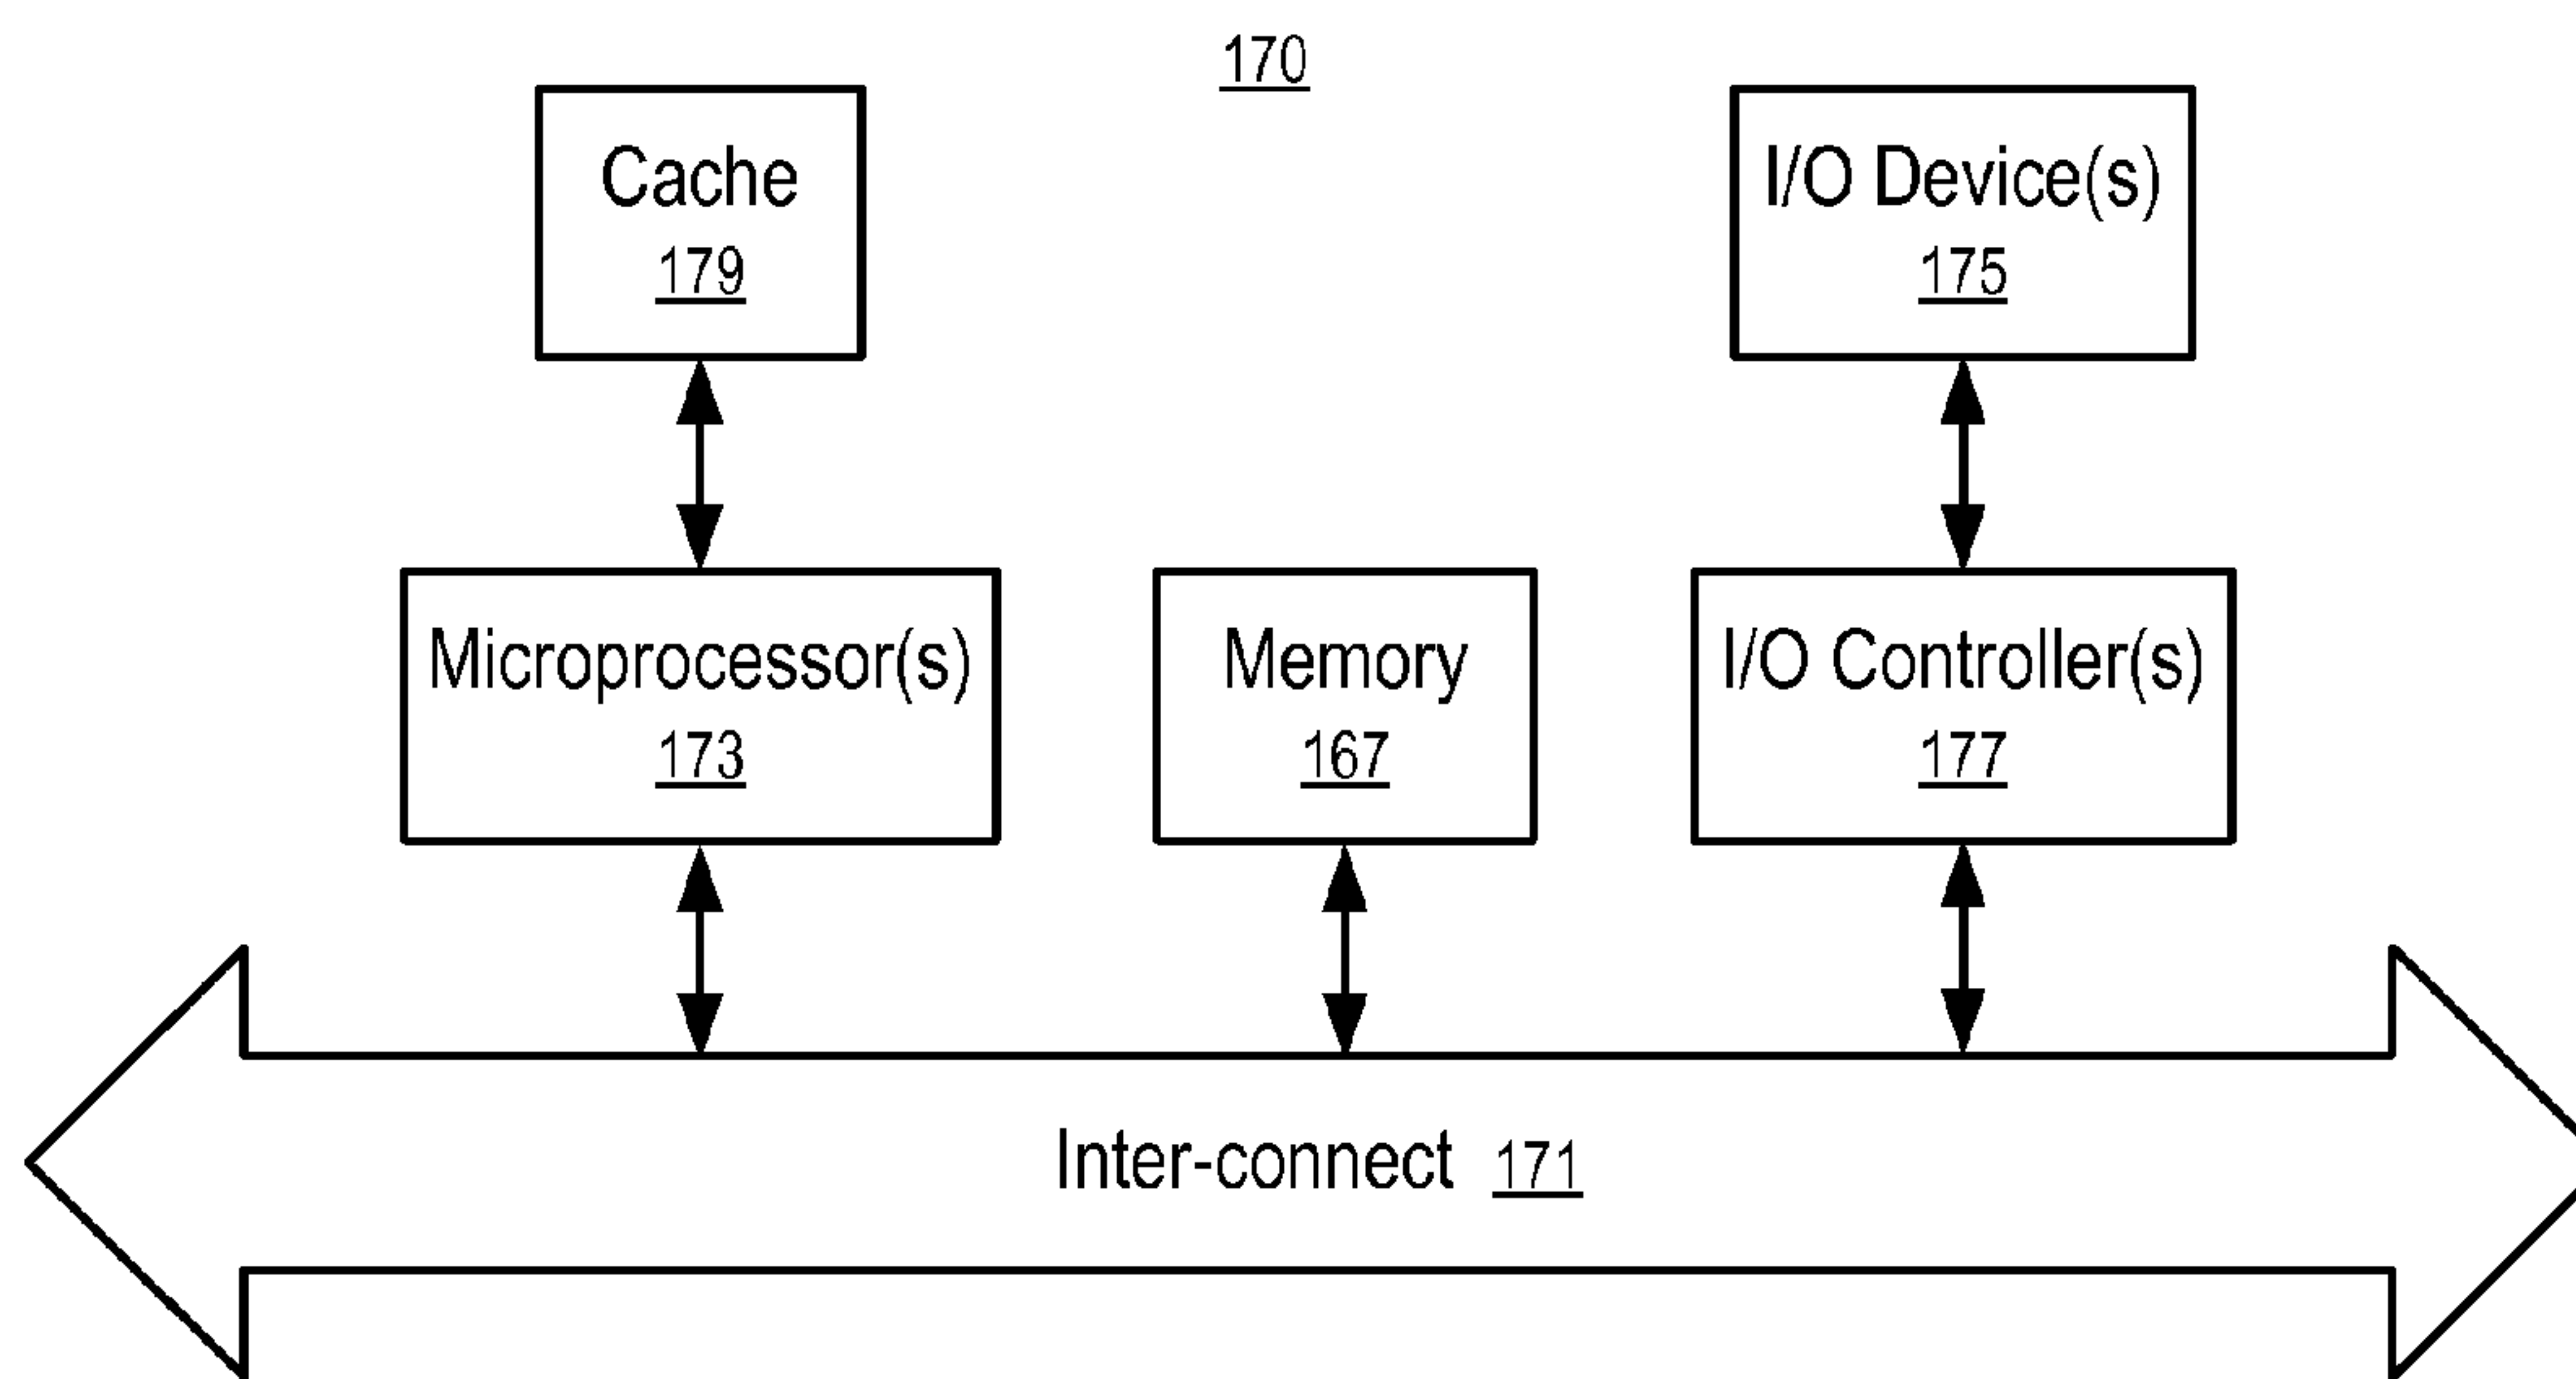 170
Cache
179
I/O Device(s)
175
Microprocessor(s)
173
Memory
167
I/O Controller(s)
177
Inter-connect 171